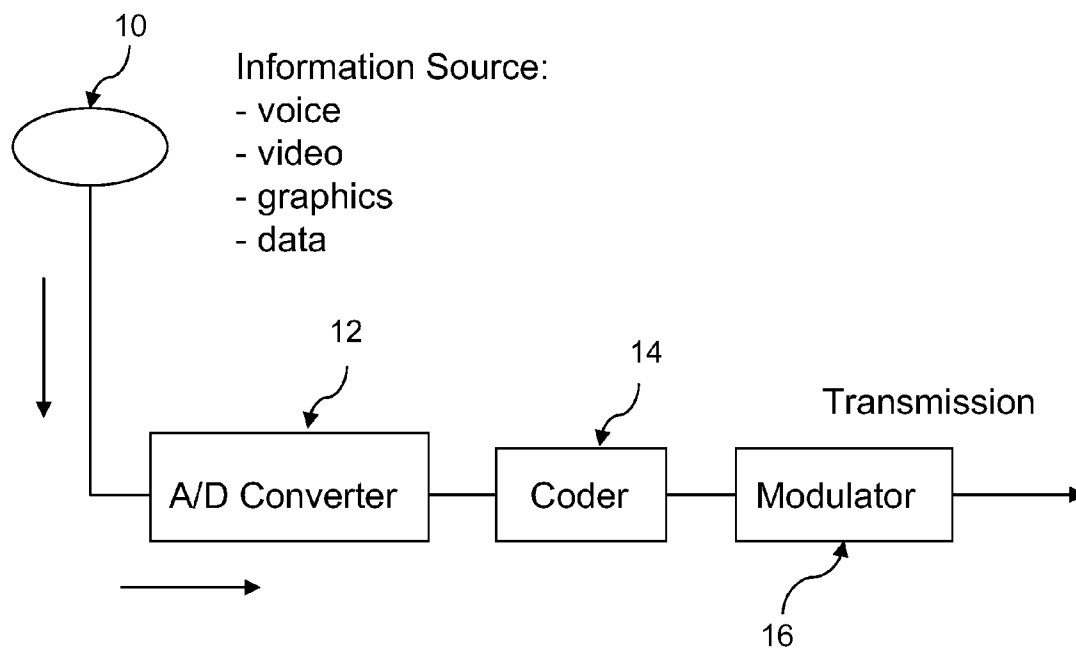 10
Information Source:
- voice
- video
- graphics
- data
12
14
Transmission
A/D Converter
Coder
Modulator
16